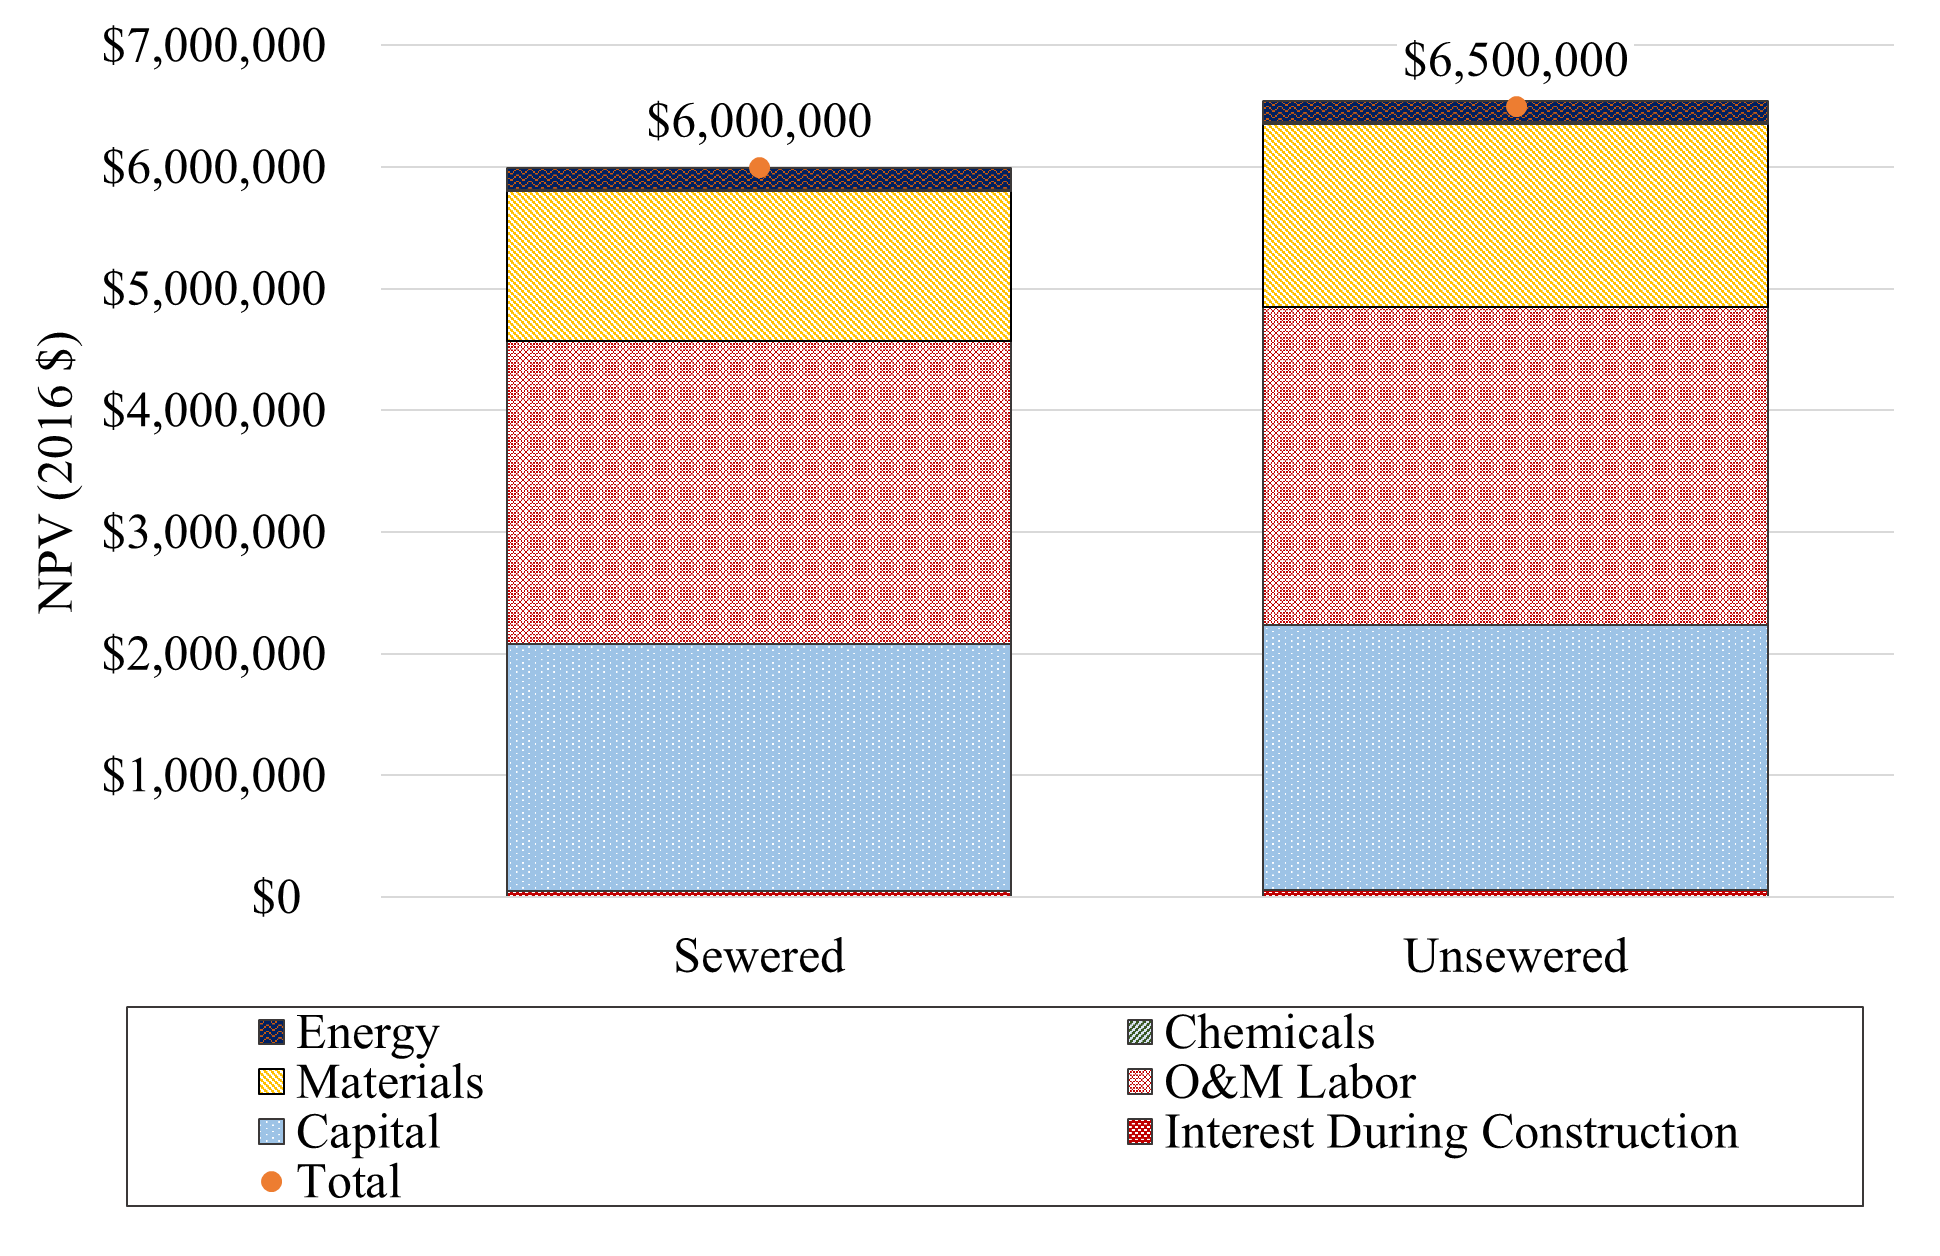 $7,000,000
$6,000,000
$5,000,000
$4,000,000
$3,000,000
$2,000,000
$1,000,000
$0
NPV (2016 $)
$6,000,000
$6,500,000
Sewered
Unsewered
Energy
Chemicals
Materials
O&M Labor
Capital
Interest During Construction
Total